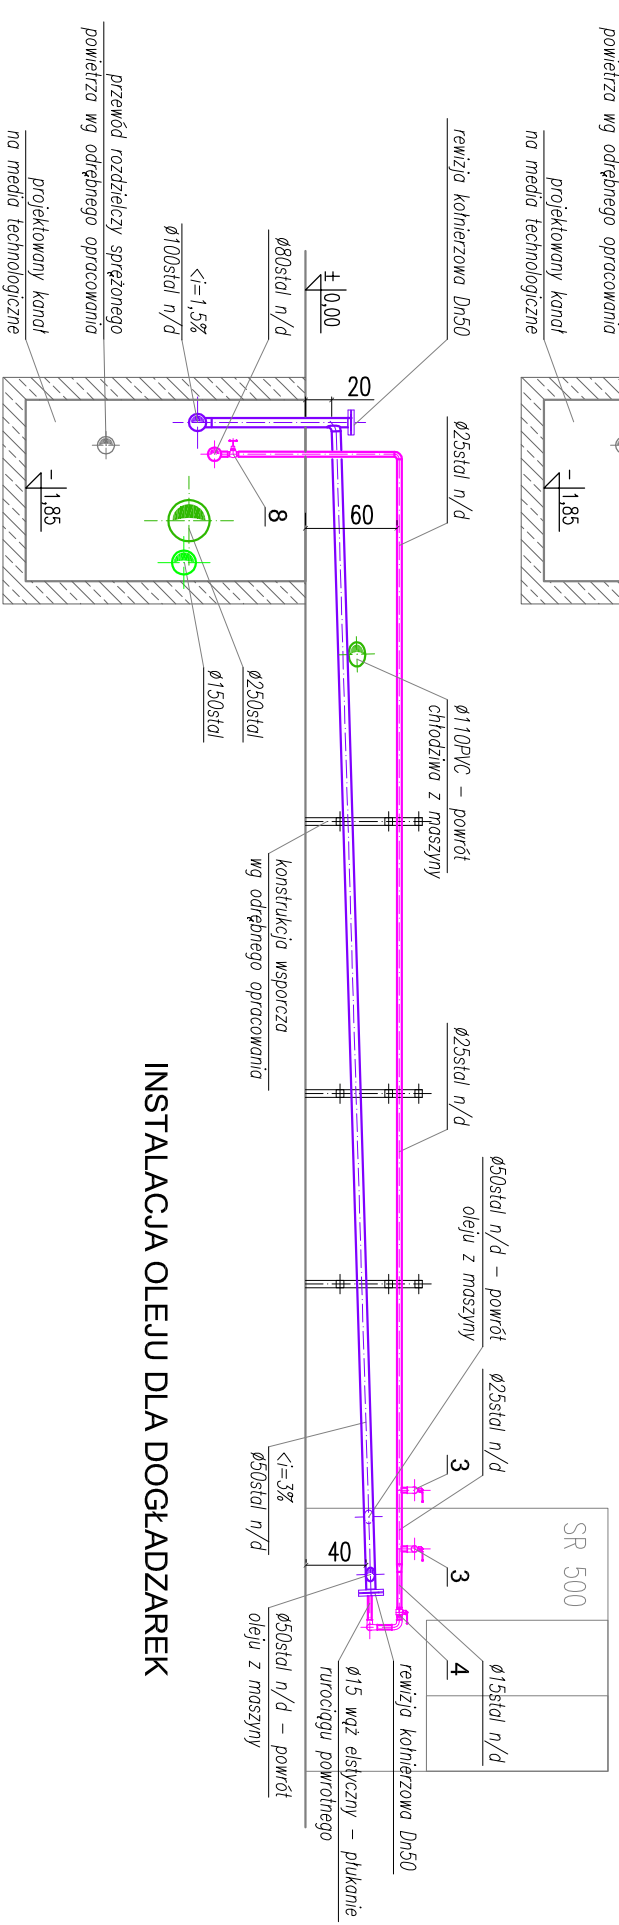 powietrza wg odrębnego opracowania
projektowany kanał
na media technologiczne
-
1,85
rewizja kołnierzowa Dn50
ø25stal n/d
ø110PVC - powrót
chłodziwa z maszyny
ø25stal n/d
ø50stal n/d - powrót
oleju z maszyny
ø25stal n/d
3
3
SR 500
ø15stal n/d
4
± 0,00
20
60
8
ø80stal n/d
<i=1,5%
ø100stal n/d
przewód rozdzielczy sprężonego
powietrza wg odrębnego opracowania
projektowany kanał
na media technologiczne
-
1,85
ø250stal
ø150stal
konstrukcja wsporcza
wg odrębnego opracowania
<i=3%
ø50stal n/d
40
ø50stal n/d - powrót
oleju z maszyny
rewizja kołnierzowa Dn50
ø15 wąż elstyczny - płukanie
rurociągu powrotnego
INSTALACJA OLEJU DLA DOGŁADZAREK